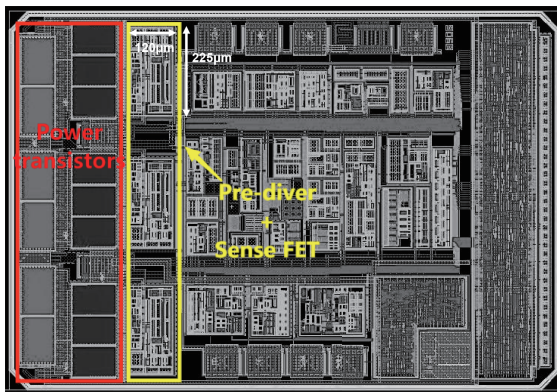 120μm
225μm
Power
transistors
Pre-diver
+
Sense FET